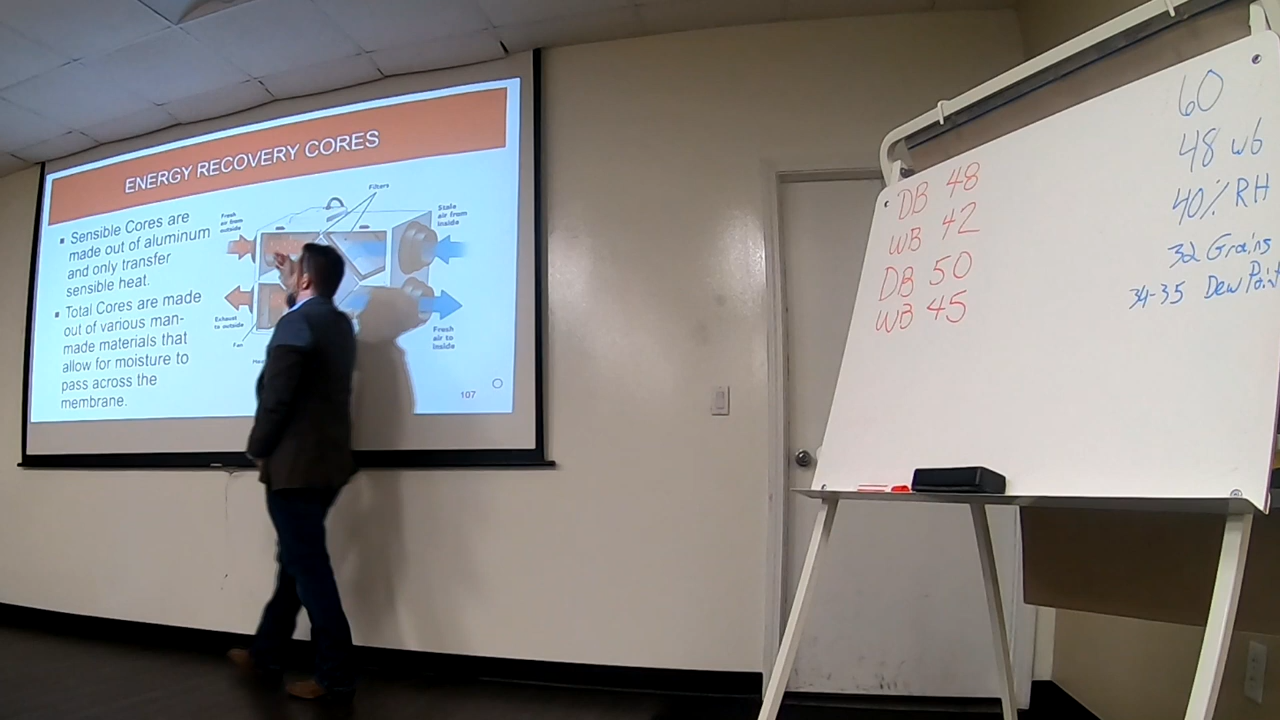 ENERGY RECOVERY CORES
Sensible Cores are
made out of aluminum
and only transfer
sensible heat.
Total Cores are made
out of various man-
made materials that
allow for moisture to
pass across the
membrane.
Filters
Fresh
air from
outside
Stale
air from
inside
Exhaust
to outside
Fan
Fresh
air to
inside
107
DB 48
WB 42
DB 50
WB 45
60
48 wb
40% RH
32 Grains
34-35 Dew Point